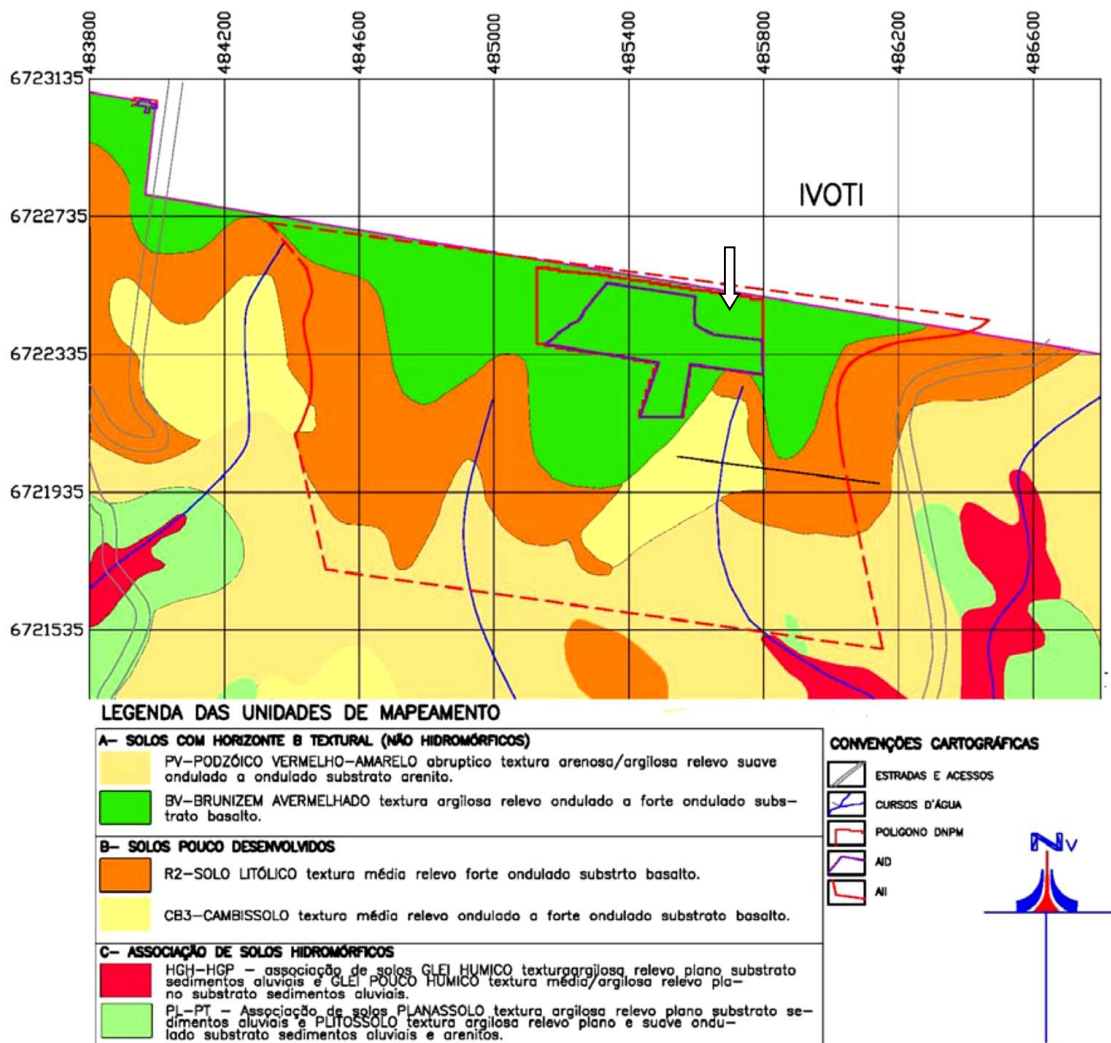 483800
484200
484600
485000
485400
485800
486200
486600
6723135
6722735
IVOTI
6722335
6721935
6721535
LEGENDA DAS UNIDADES DE MAPEAMENTO
A- SOLOS COM HORIZONTE B TEXTURAL (NÃO HIDROMÓRFICOS)
PV-PODZÓICO VERMELHO-AMARELO abruptico textura arenosa/argilosa relevo suave
ondulado a ondulado substrato arenito.
BV-BRUNIZEM AVERMELHADO textura argilosa relevo ondulado a forte ondulado subs-
trato basalto.
B- SOLOS POUCO DESENVOLVIDOS
R2-SOLO LITÓLICO textura média relevo forte ondulado substrto basalto.
CB3-CAMBISSOLO textura média relevo ondulado a forte ondulado substrato basalto.
C- ASSOCIAÇÃO DE SOLOS HIDROMÓRFICOS
HGH-HGP - associação de solos GLEI HUMICO texturaargilosa relevo plano substrato
sedimentos aluviais e GLEI POUCO HÚMICO textura média/argilosa relevo pla-
no substrato sedimentos aluviais.
PL-PT - Associação de solos PLANASSOLO textura argilosa relevo plano substrato se-
dimentos aluviais e PLITOSSOLO textura argilosa relevo plano e suave ondu-
lado substrato sedimentos aluviais e arenitos.
CONVENÇÕES CARTOGRÁFICAS
ESTRADAS E ACESSOS
CURSOS D'ÁGUA
POLIGONO DNPM
AID
AII
N V